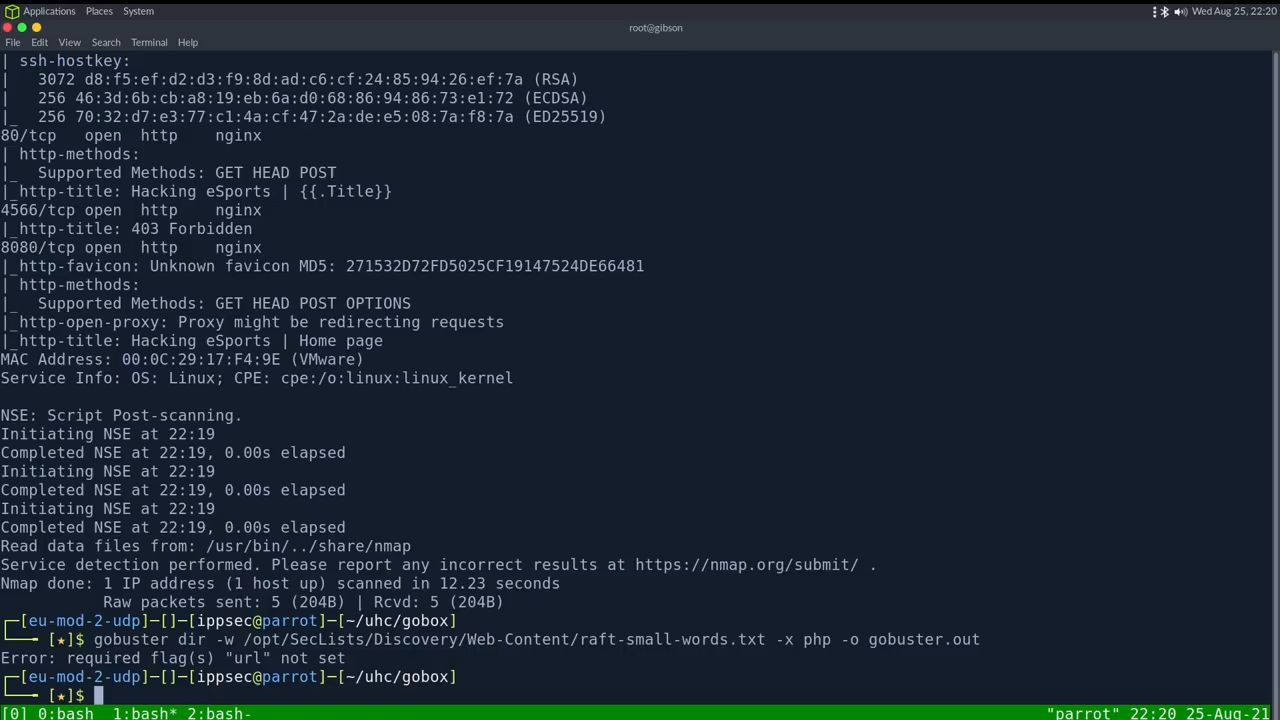 Applications Places System Wed Aug 25, 22:20
root@gibson
File Edit View Search Terminal Help
| ssh-hostkey:
|   3072 d8:f5:ef:d2:d3:f9:8d:ad:c6:cf:24:85:94:26:ef:7a (RSA)
|   256 46:3d:6b:cb:a8:19:eb:6a:d0:68:86:94:86:73:e1:72 (ECDSA)
|_  256 70:32:d7:e3:77:c1:4a:cf:47:2a:de:e5:08:7a:f8:7a (ED25519)
80/tcp   open  http    nginx
| http-methods:
|_  Supported Methods: GET HEAD POST
|_http-title: Hacking eSports | {{.Title}}
4566/tcp open  http    nginx
|_http-title: 403 Forbidden
8080/tcp open  http    nginx
|_http-favicon: Unknown favicon MD5: 271532D72FD5025CF19147524DE66481
| http-methods:
|_  Supported Methods: GET HEAD POST OPTIONS
|_http-open-proxy: Proxy might be redirecting requests
|_http-title: Hacking eSports | Home page
MAC Address: 00:0C:29:17:F4:9E (VMware)
Service Info: OS: Linux; CPE: cpe:/o:linux:linux_kernel
NSE: Script Post-scanning.
Initiating NSE at 22:19
Completed NSE at 22:19, 0.00s elapsed
Initiating NSE at 22:19
Completed NSE at 22:19, 0.00s elapsed
Initiating NSE at 22:19
Completed NSE at 22:19, 0.00s elapsed
Read data files from: /usr/bin/../share/nmap
Service detection performed. Please report any incorrect results at https://nmap.org/submit/ .
Nmap done: 1 IP address (1 host up) scanned in 12.23 seconds
           Raw packets sent: 5 (204B) | Rcvd: 5 (204B)
┌─[eu-mod-2-udp]─[]─[ippsec@parrot]─[~/uhc/gobox]
└──╼ [★]$ gobuster dir -w /opt/SecLists/Discovery/Web-Content/raft-small-words.txt -x php -o gobuster.out
Error: required flag(s) "url" not set
┌─[eu-mod-2-udp]─[]─[ippsec@parrot]─[~/uhc/gobox]
└──╼ [★]$
[0] 0:bash  1:bash* 2:bash- "parrot" 22:20 25-Aug-21